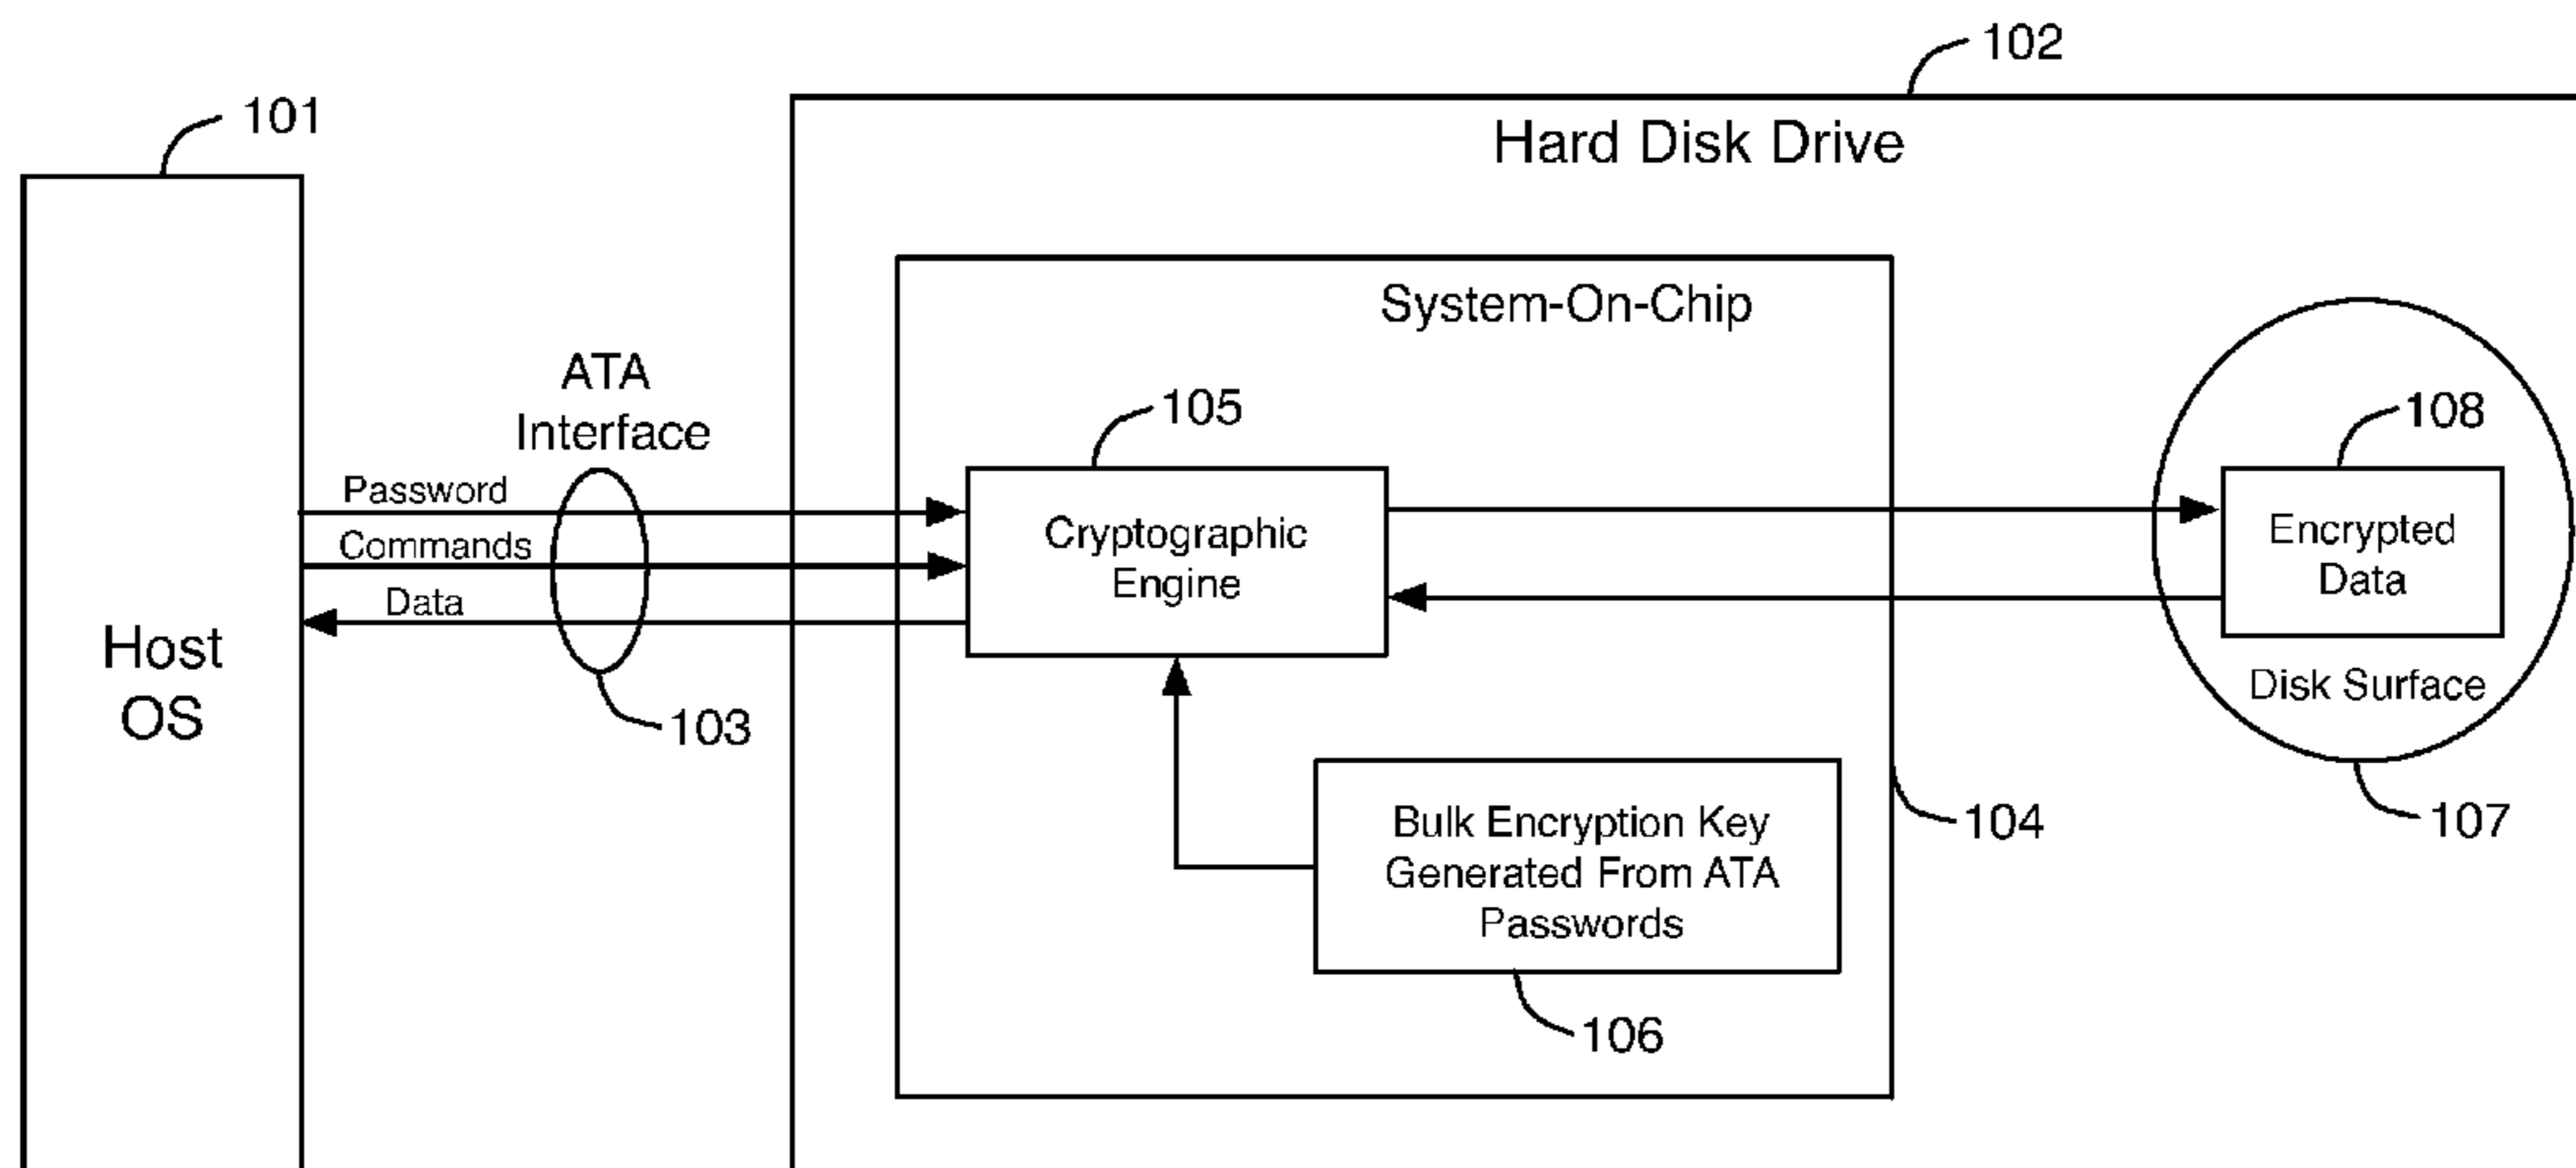 102
101
Hard Disk Drive
System-On-Chip
ATA
Interface
105
108
Password
Commands
Data
Cryptographic
Engine
Encrypted
Data
Host
OS
Disk Surface
103
Bulk Encryption Key
Generated From ATA
Passwords
104
107
106